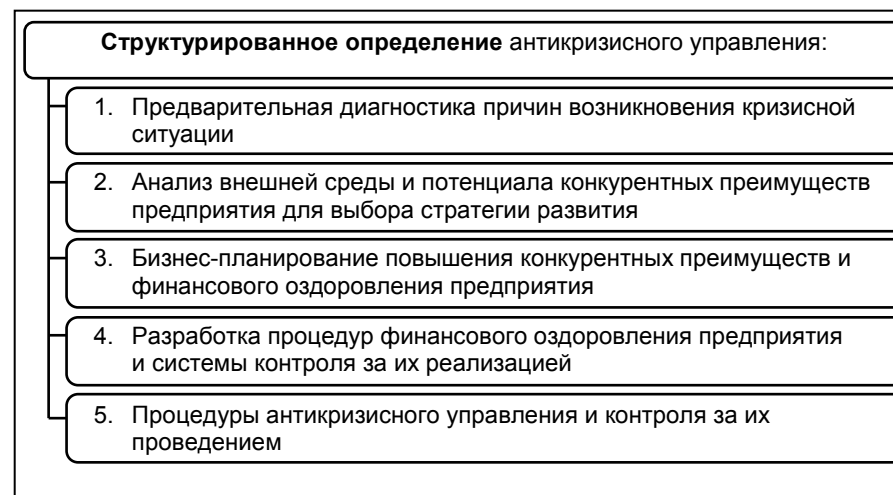 Структурированное определение антикризисного управления:
1. Предварительная диагностика причин возникновения кризисной
ситуации
2. Анализ внешней среды и потенциала конкурентных преимуществ
предприятия для выбора стратегии развития
3. Бизнес-планирование повышения конкурентных преимуществ и
финансового оздоровления предприятия
4. Разработка процедур финансового оздоровления предприятия
и системы контроля за их реализацией
5. Процедуры антикризисного управления и контроля за их
проведением